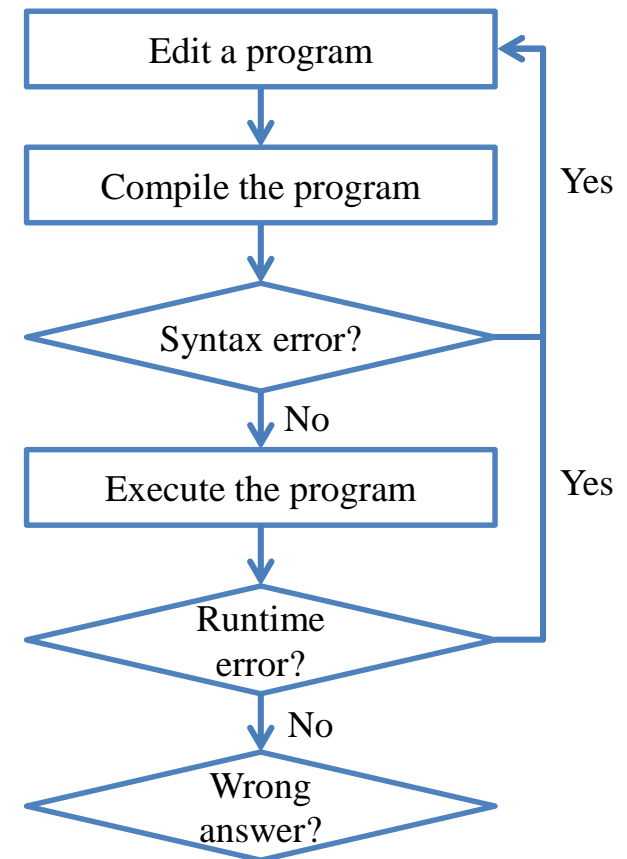 Edit a program
Compile the program
Yes
Syntax error?
No
Execute the program
Yes
Runtime
error?
No
Wrong
answer?